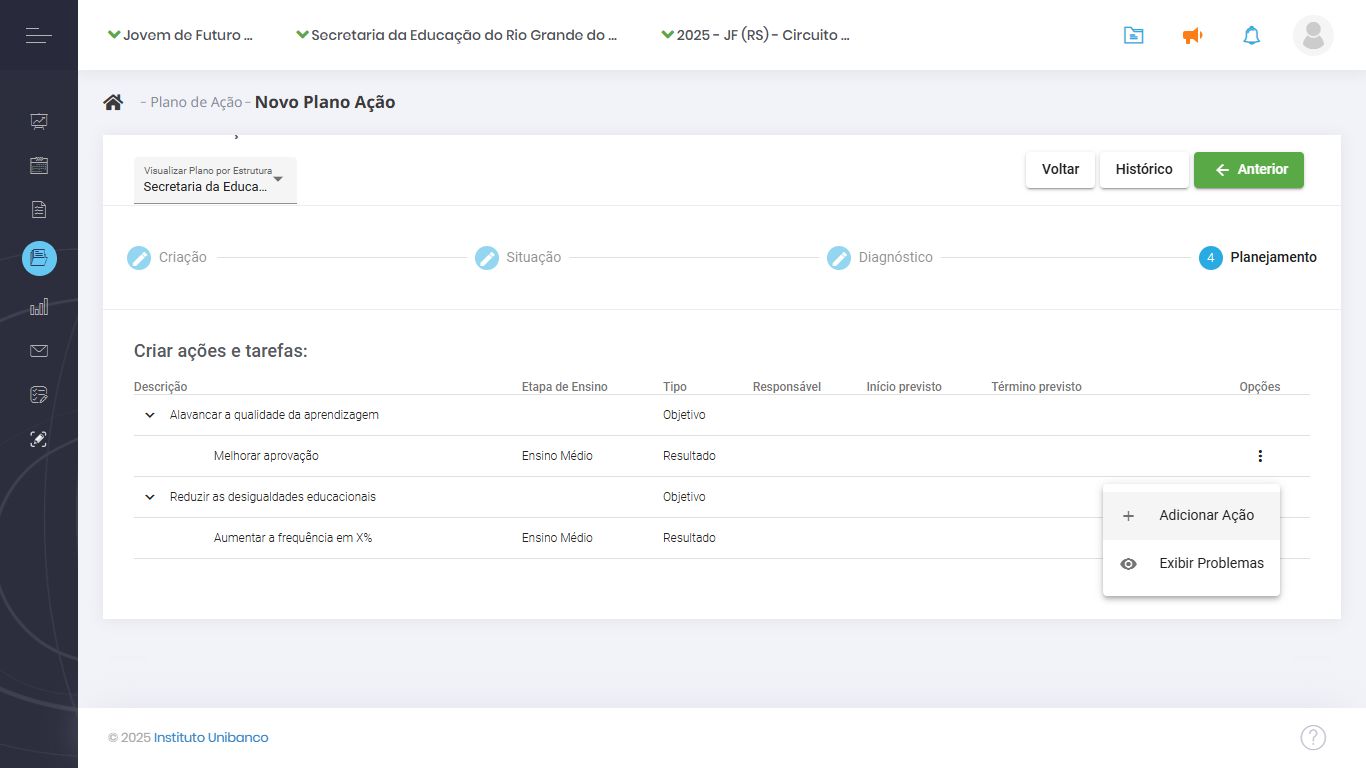 Jovem de Futuro ...
Secretaria da Educação do Rio Grande do ...
2025 - JF (RS) - Circuito ...
- Plano de Ação - Novo Plano Ação
Visualizar Plano por Estrutura
Secretaria da Educa...
Voltar
Histórico
Anterior
Criação
Situação
Diagnóstico
4 Planejamento
Criar ações e tarefas:
Descrição Etapa de Ensino Tipo Responsável Início previsto Término previsto Opções
Alavancar a qualidade da aprendizagem Objetivo
Melhorar aprovação Ensino Médio Resultado
Reduzir as desigualdades educacionais Objetivo
Aumentar a frequência em X% Ensino Médio Resultado
Adicionar Ação
Exibir Problemas
© 2025 Instituto Unibanco
?